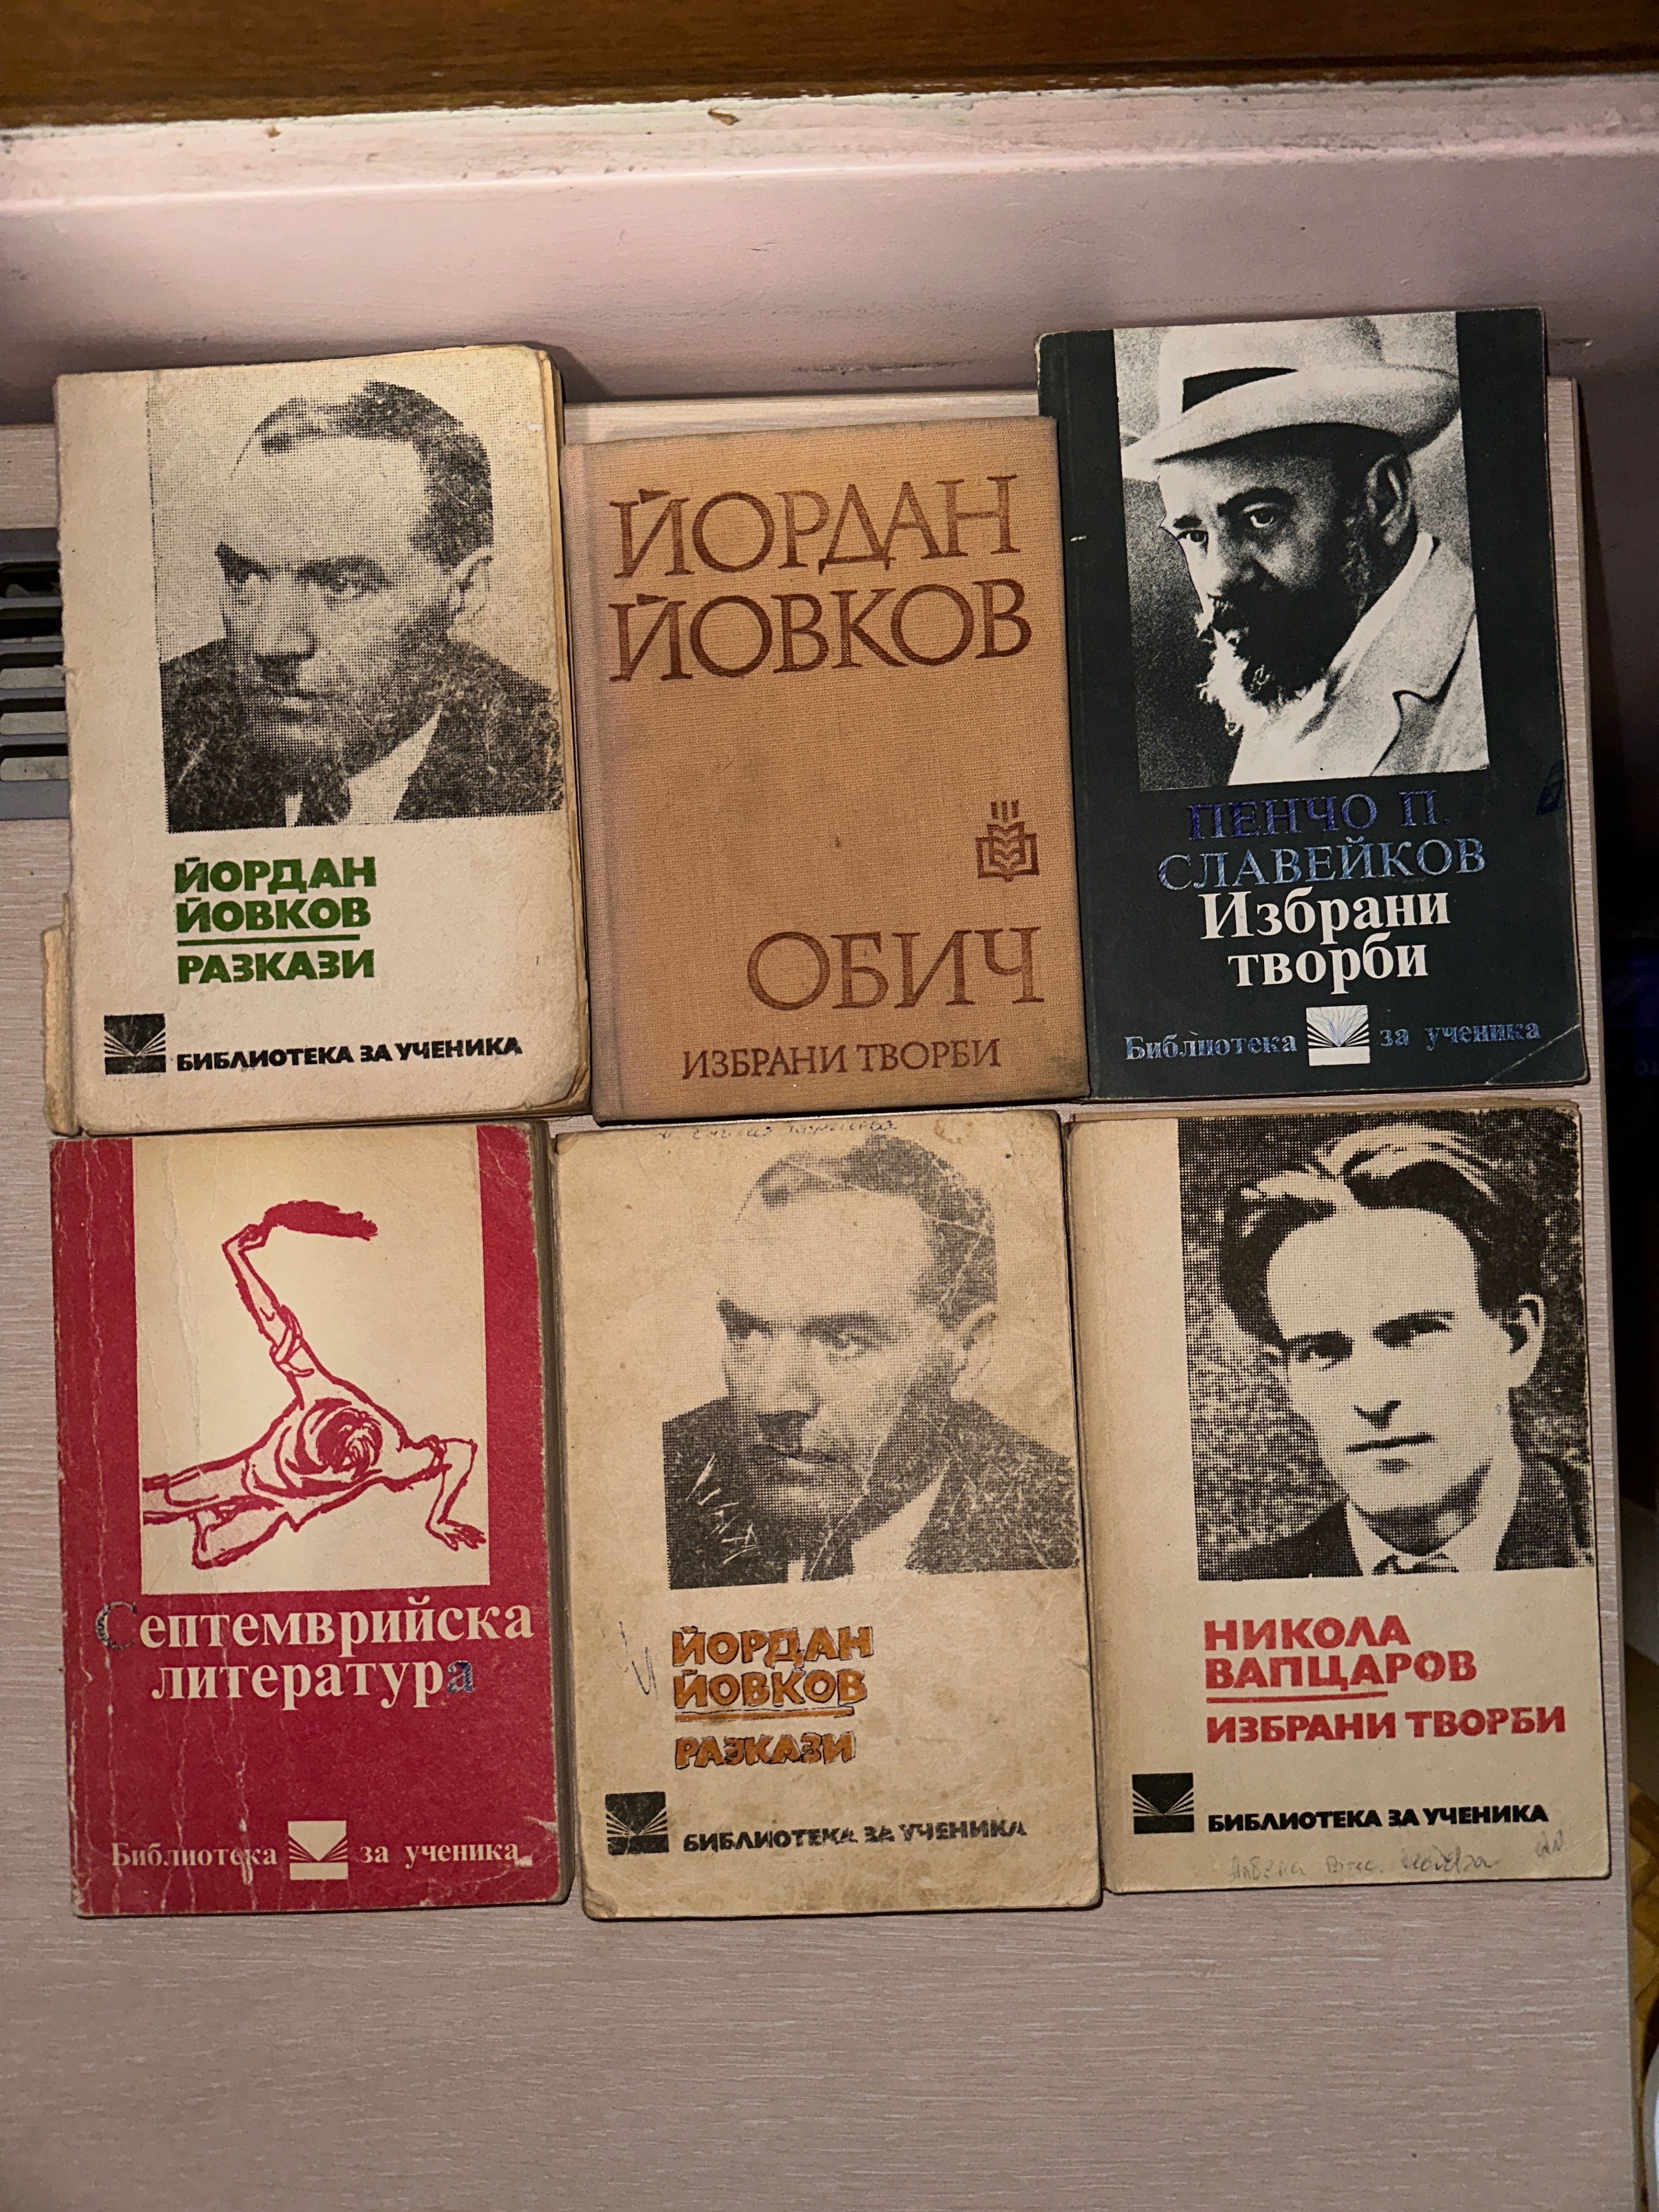 ЙОРДАН
ЙОВКОВ
РАЗКАЗИ
БИБЛИОТЕКА ЗА УЧЕНИКА
ЙОРДАН
ЙОВКОВ
ОБИЧ
ИЗБРАНИ ТВОРБИ
ПЕНЧО П.
СЛАВЕЙКОВ
Избрани
творби
Библиотека за ученика
Септемврийска
литература
Библиотека за ученика
ЙОРДАН
ЙОВКОВ
РАЗКАЗИ
БИБЛИОТЕКА ЗА УЧЕНИКА
НИКОЛА
ВАПЦАРОВ
ИЗБРАНИ ТВОРБИ
БИБЛИОТЕКА ЗА УЧЕНИКА